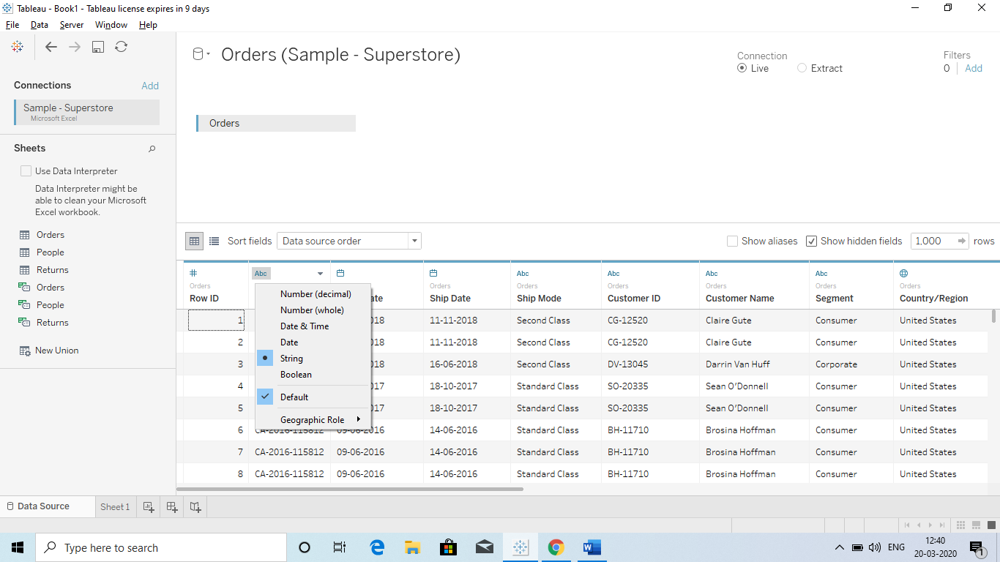 Tableau - Book1 - Tableau license expires in 9 days
File Data Server Window Help
Orders (Sample - Superstore)
Connection
Live Extract
Filters
0 Add
Connections Add
Sample - Superstore
Microsoft Excel
Sheets
Use Data Interpreter
Data Interpreter might be
able to clean your Microsoft
Excel workbook.
Orders
People
Returns
Orders
People
Returns
New Union
Orders
Sort fields Data source order Show aliases Show hidden fields 1,000 rows
# Abc Abc Abc Abc Abc
Orders Orders Orders Orders Orders Orders Orders
Row ID ate Ship Date Ship Mode Customer ID Customer Name Segment Country/Region
1 018 11-11-2018 Second Class CG-12520 Claire Gute Consumer United States
2 018 11-11-2018 Second Class CG-12520 Claire Gute Consumer United States
3 018 16-06-2018 Second Class DV-13045 Darrin Van Huff Corporate United States
4 017 18-10-2017 Standard Class SO-20335 Sean O'Donnell Consumer United States
5 017 18-10-2017 Standard Class SO-20335 Sean O'Donnell Consumer United States
6 CA-2016-115812 09-06-2016 14-06-2016 Standard Class BH-11710 Brosina Hoffman Consumer United States
7 CA-2016-115812 09-06-2016 14-06-2016 Standard Class BH-11710 Brosina Hoffman Consumer United States
8 CA-2016-115812 09-06-2016 14-06-2016 Standard Class BH-11710 Brosina Hoffman Consumer United States
Number (decimal)
Number (whole)
Date & Time
Date
String
Boolean
Default
Geographic Role
Data Source Sheet 1
Type here to search
ENG
12:40
20-03-2020
1